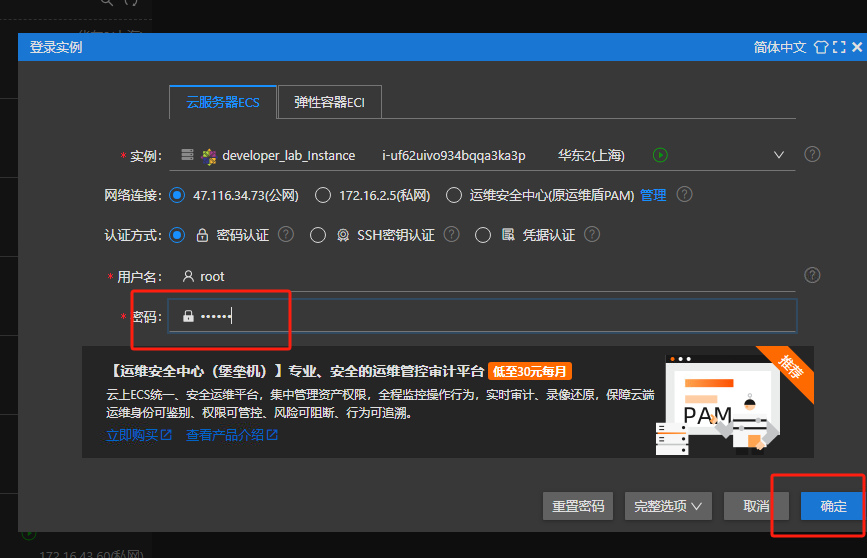 登录实例 简体中文
云服务器ECS 弹性容器ECI
* 实例: developer_lab_Instance i-uf62uivo934bqqa3ka3p 华东2(上海)
网络连接: 47.116.34.73(公网) 172.16.2.5(私网) 运维安全中心(原运维盾PAM) 管理 ?
认证方式: 密码认证 ? SSH密钥认证 ? 凭据认证 ?
* 用户名: root ?
* 密码: ••••••
【运维安全中心（堡垒机）】专业、安全的运维管控审计平台 低至30元每月
云上ECS统一、安全运维平台，集中管理资产权限，全程监控操作行为，实时审计、录像还原，保障云端
运维身份可鉴别、权限可管控、风险可阻断、行为可追溯。
立即购买 查看产品介绍
推荐
PAM
重置密码 完整选项 取消 确定
172.16.43.60(私网)